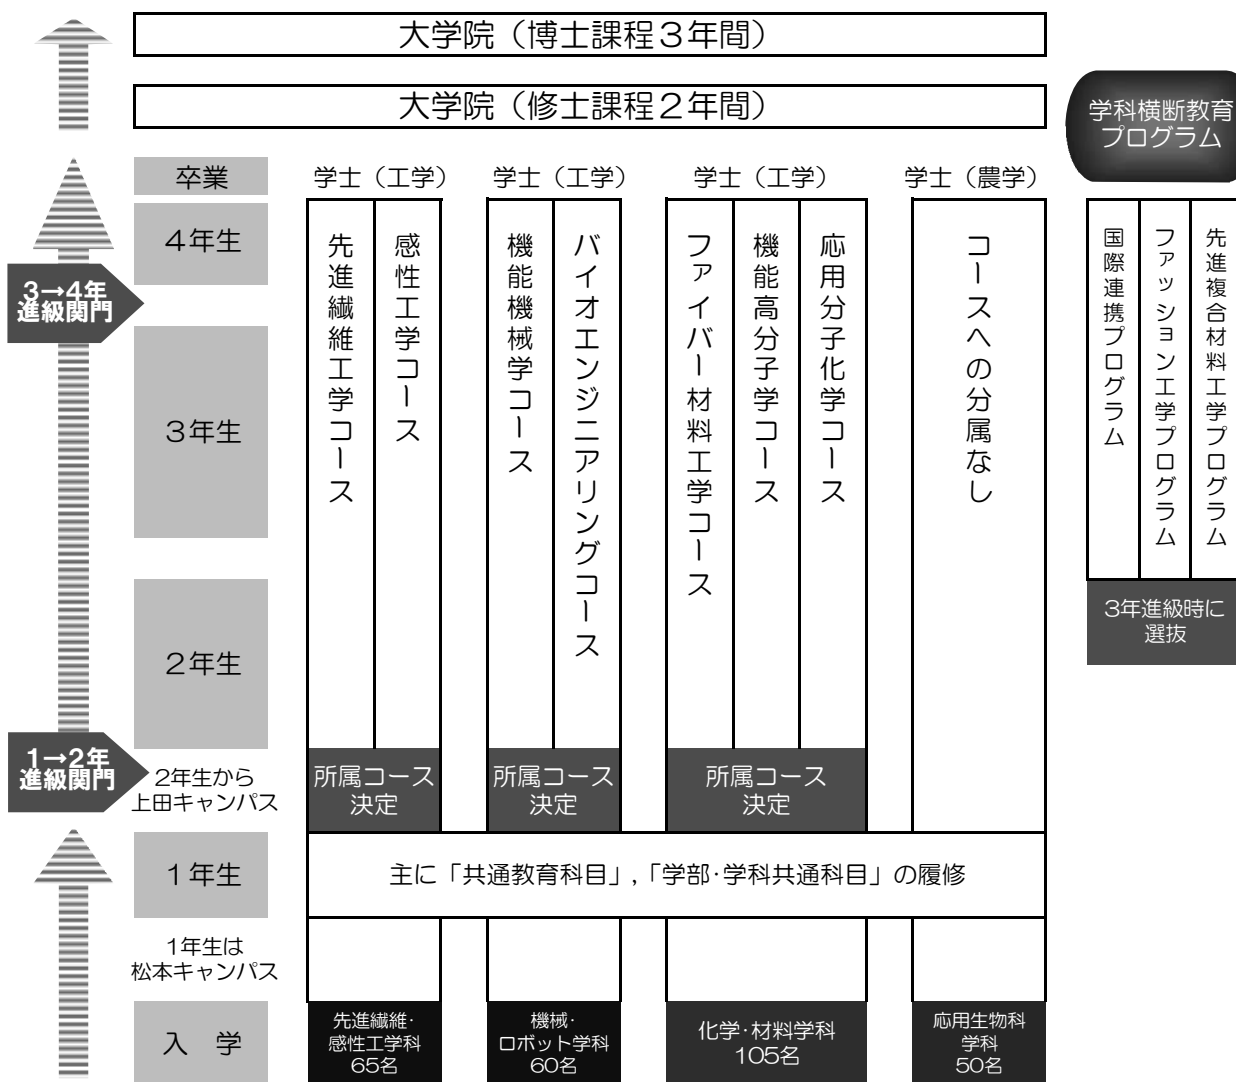 大学院（博士課程３年間）
大学院（修士課程２年間）
学科横断教育
プログラム
卒業
学士（工学）
学士（工学）
学士（工学）
学士（農学）
４年生
3→4年
進級関門
３年生
２年生
先進繊維工学コース
感性工学コース
機能機械学コース
バイオエンジニアリングコース
ファイバー材料工学コース
機能高分子学コース
応用分子化学コース
コースへの分属なし
国際連携プログラム
ファッション工学プログラム
先進複合材料工学プログラム
3年進級時に
選抜
1→2年
進級関門
2年生から
上田キャンパス
所属コース
決定
所属コース
決定
所属コース
決定
１年生
主に「共通教育科目」,「学部･学科共通科目」の履修
1年生は
松本キャンパス
入　学
先進繊維･
感性工学科
65名
機械･
ロボット学科
60名
化学･材料学科
105名
応用生物科
学科
50名